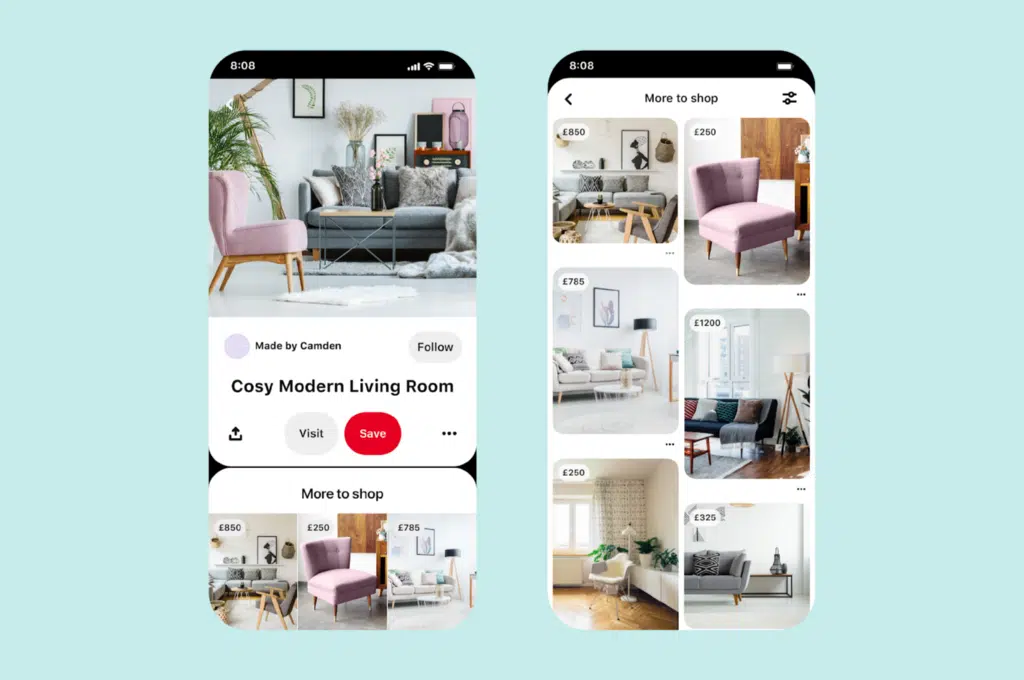 8:08
Made by Camden
Follow
Cosy Modern Living Room
Visit
Save
More to shop
£850
£250
£785
8:08
More to shop
£850
£250
£785
£1200
£250
£325